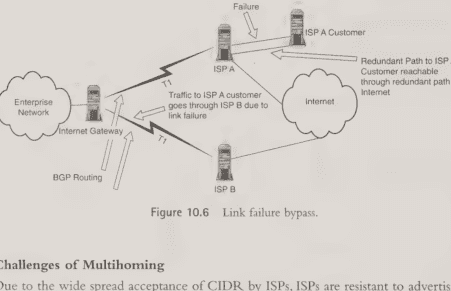 Failure
ISP A Customer
ISP A
Redundant Path to ISP
Customer reachable
through redundant path
Internet
T1
Traffic to ISP A customer
goes through ISP B due to
link failure
Enterprise
Network
Internet
Internet Gateway
T1
BGP Routing
ISP B
Figure 10.6 Link failure bypass.
Challenges of Multihoming
Due to the wide spread acceptance of CIDR by ISPs, ISPs are resistant to advertis